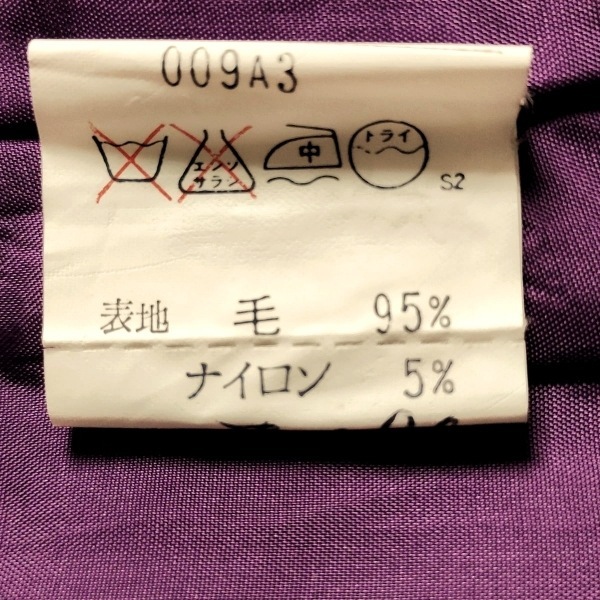 009A3
エンソ
サラシ
中
ドライ
S2
表地 毛 95%
ナイロン 5%